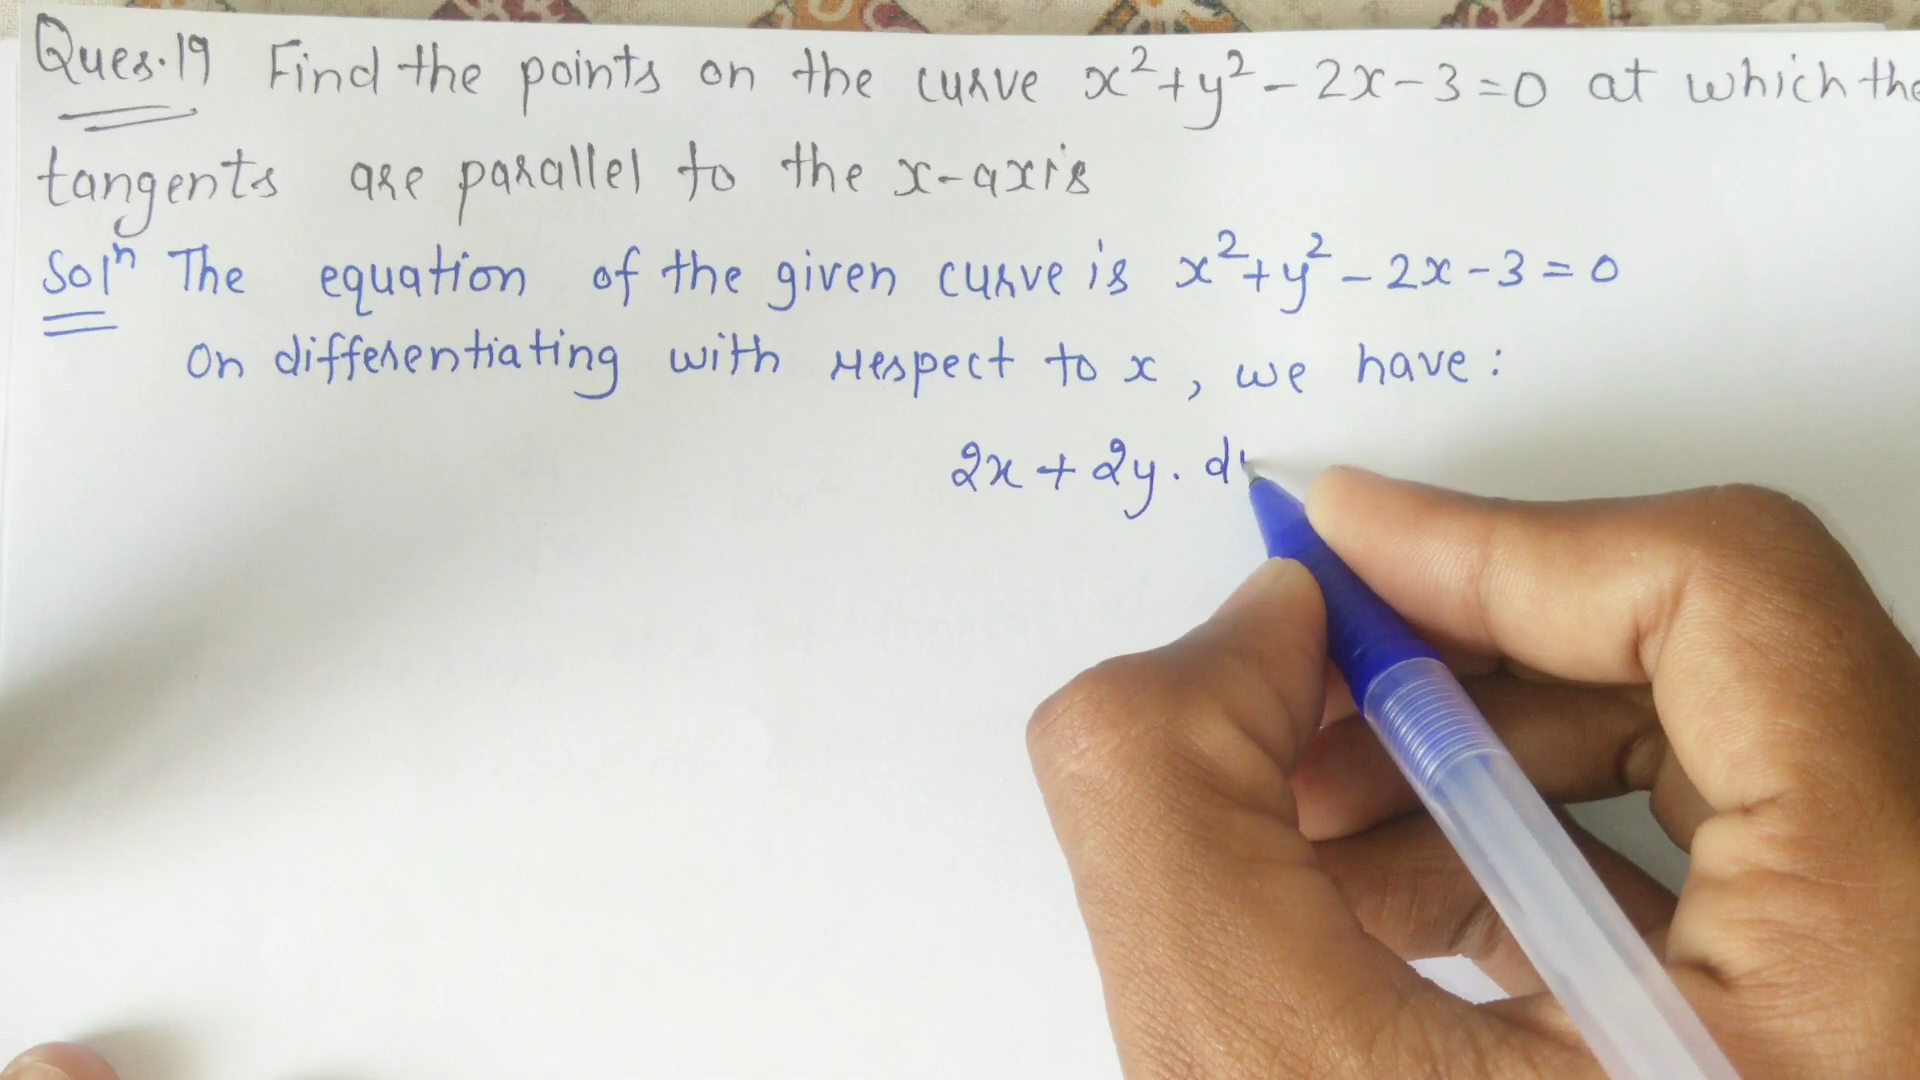 Ques.19 Find the points on the curve x²+y²-2x-3=0 at which the
tangents are parallel to the x-axis
Solⁿ The equation of the given curve is x²+y²-2x-3=0
On differentiating with respect to x, we have:
2x+2y.d